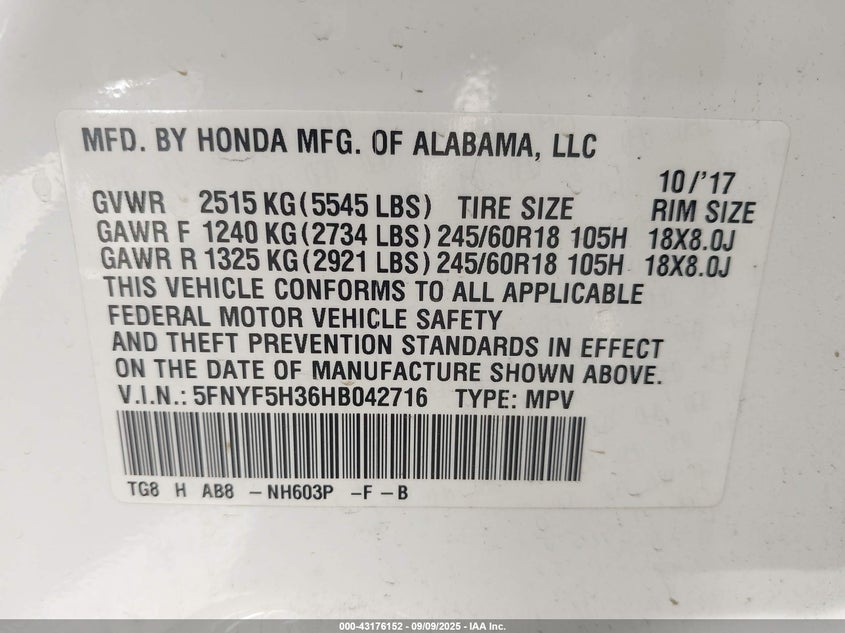 MFD. BY HONDA MFG. OF ALABAMA, LLC
10/'17
GVWR 2515 KG(5545 LBS) TIRE SIZE RIM SIZE
GAWR F 1240 KG(2734 LBS) 245/60R18 105H 18X8.0J
GAWR R 1325 KG(2921 LBS) 245/60R18 105H 18X8.0J
THIS VEHICLE CONFORMS TO ALL APPLICABLE
FEDERAL MOTOR VEHICLE SAFETY
AND THEFT PREVENTION STANDARDS IN EFFECT
ON THE DATE OF MANUFACTURE SHOWN ABOVE.
V.I.N.: 5FNYF5H36HB042716 TYPE: MPV
TG8 H AB8 -NH603P -F -B
000-43176152 - 09/09/2025 - IAA Inc.